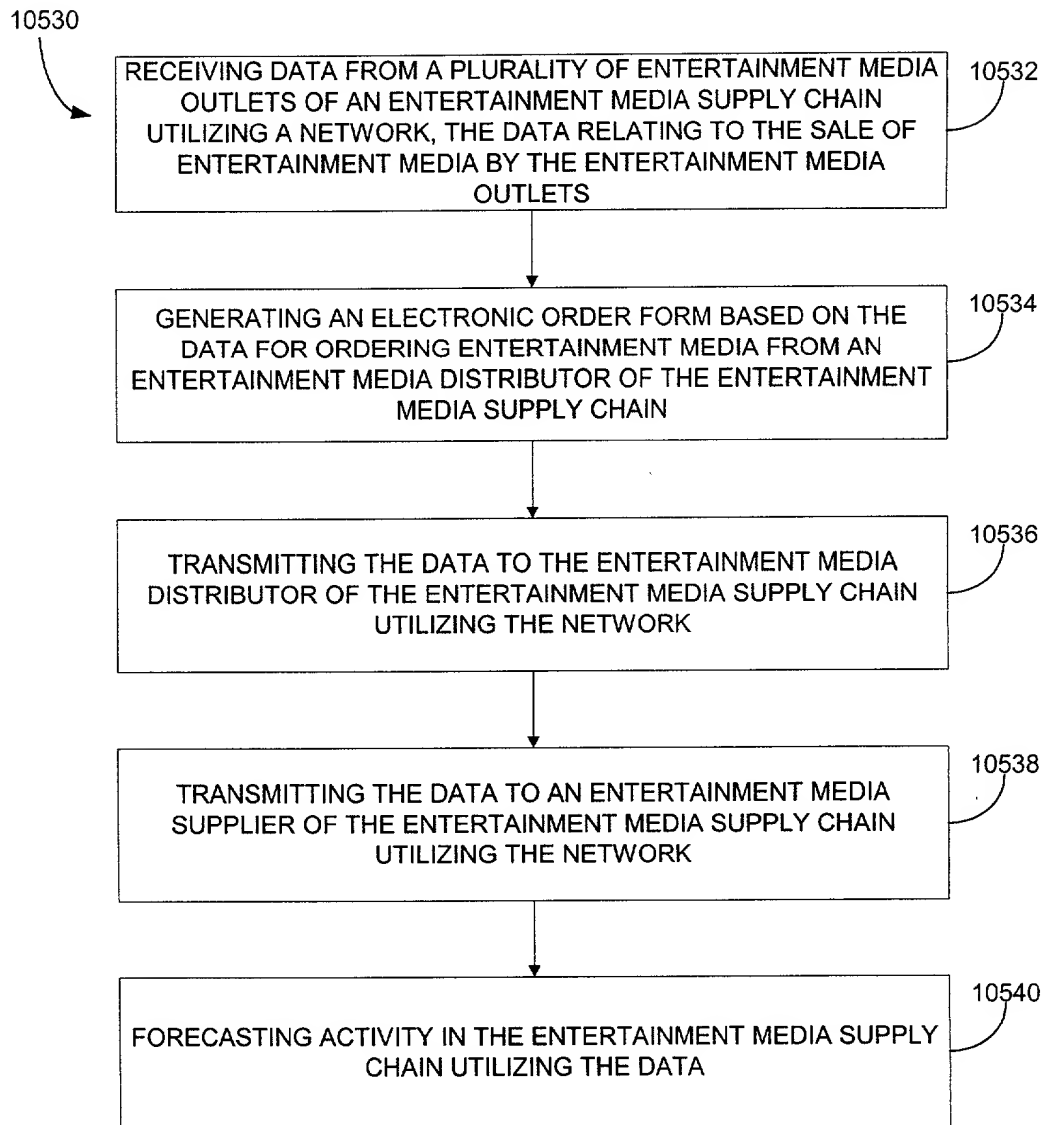 10530
RECEIVING DATA FROM A PLURALITY OF ENTERTAINMENT MEDIA
OUTLETS OF AN ENTERTAINMENT MEDIA SUPPLY CHAIN
UTILIZING A NETWORK, THE DATA RELATING TO THE SALE OF
ENTERTAINMENT MEDIA BY THE ENTERTAINMENT MEDIA
OUTLETS
10532
GENERATING AN ELECTRONIC ORDER FORM BASED ON THE
DATA FOR ORDERING ENTERTAINMENT MEDIA FROM AN
ENTERTAINMENT MEDIA DISTRIBUTOR OF THE ENTERTAINMENT
MEDIA SUPPLY CHAIN
10534
TRANSMITTING THE DATA TO THE ENTERTAINMENT MEDIA
DISTRIBUTOR OF THE ENTERTAINMENT MEDIA SUPPLY CHAIN
UTILIZING THE NETWORK
10536
TRANSMITTING THE DATA TO AN ENTERTAINMENT MEDIA
SUPPLIER OF THE ENTERTAINMENT MEDIA SUPPLY CHAIN
UTILIZING THE NETWORK
10538
FORECASTING ACTIVITY IN THE ENTERTAINMENT MEDIA SUPPLY
CHAIN UTILIZING THE DATA
10540